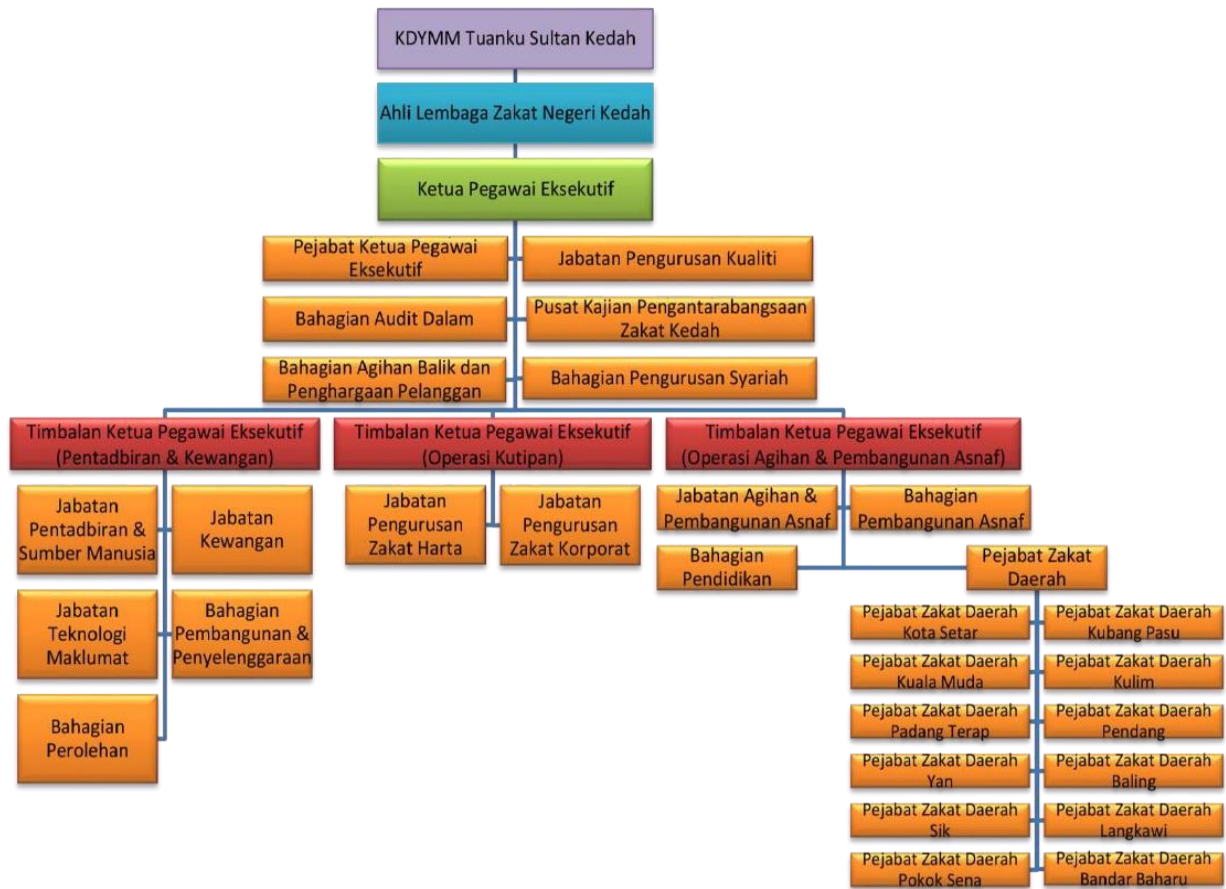 KDYMM Tuanku Sultan Kedah
Ahli Lembaga Zakat Negeri Kedah
Ketua Pegawai Eksekutif
Pejabat Ketua Pegawai
Eksekutif
Jabatan Pengurusan Kualiti
Bahagian Audit Dalam
Pusat Kajian Pengantarabangsaan
Zakat Kedah
Bahagian Agihan Balik dan
Penghargaan Pelanggan
Bahagian Pengurusan Syariah
Timbalan Ketua Pegawai Eksekutif
(Pentadbiran & Kewangan)
Timbalan Ketua Pegawai Eksekutif
(Operasi Kutipan)
Timbalan Ketua Pegawai Eksekutif
(Operasi Agihan & Pembangunan Asnaf)
Jabatan
Pentadbiran &
Sumber Manusia
Jabatan
Kewangan
Jabatan
Teknologi
Maklumat
Bahagian
Pembangunan &
Penyelenggaraan
Bahagian
Perolehan
Jabatan
Pengurusan
Zakat Harta
Jabatan
Pengurusan
Zakat Korporat
Jabatan Agihan &
Pembangunan Asnaf
Bahagian
Pembangunan Asnaf
Bahagian
Pendidikan
Pejabat Zakat
Daerah
Pejabat Zakat Daerah
Kota Setar
Pejabat Zakat Daerah
Kubang Pasu
Pejabat Zakat Daerah
Kuala Muda
Pejabat Zakat Daerah
Kulim
Pejabat Zakat Daerah
Padang Terap
Pejabat Zakat Daerah
Pendang
Pejabat Zakat Daerah
Yan
Pejabat Zakat Daerah
Baling
Pejabat Zakat Daerah
Sik
Pejabat Zakat Daerah
Langkawi
Pejabat Zakat Daerah
Pokok Sena
Pejabat Zakat Daerah
Bandar Baharu